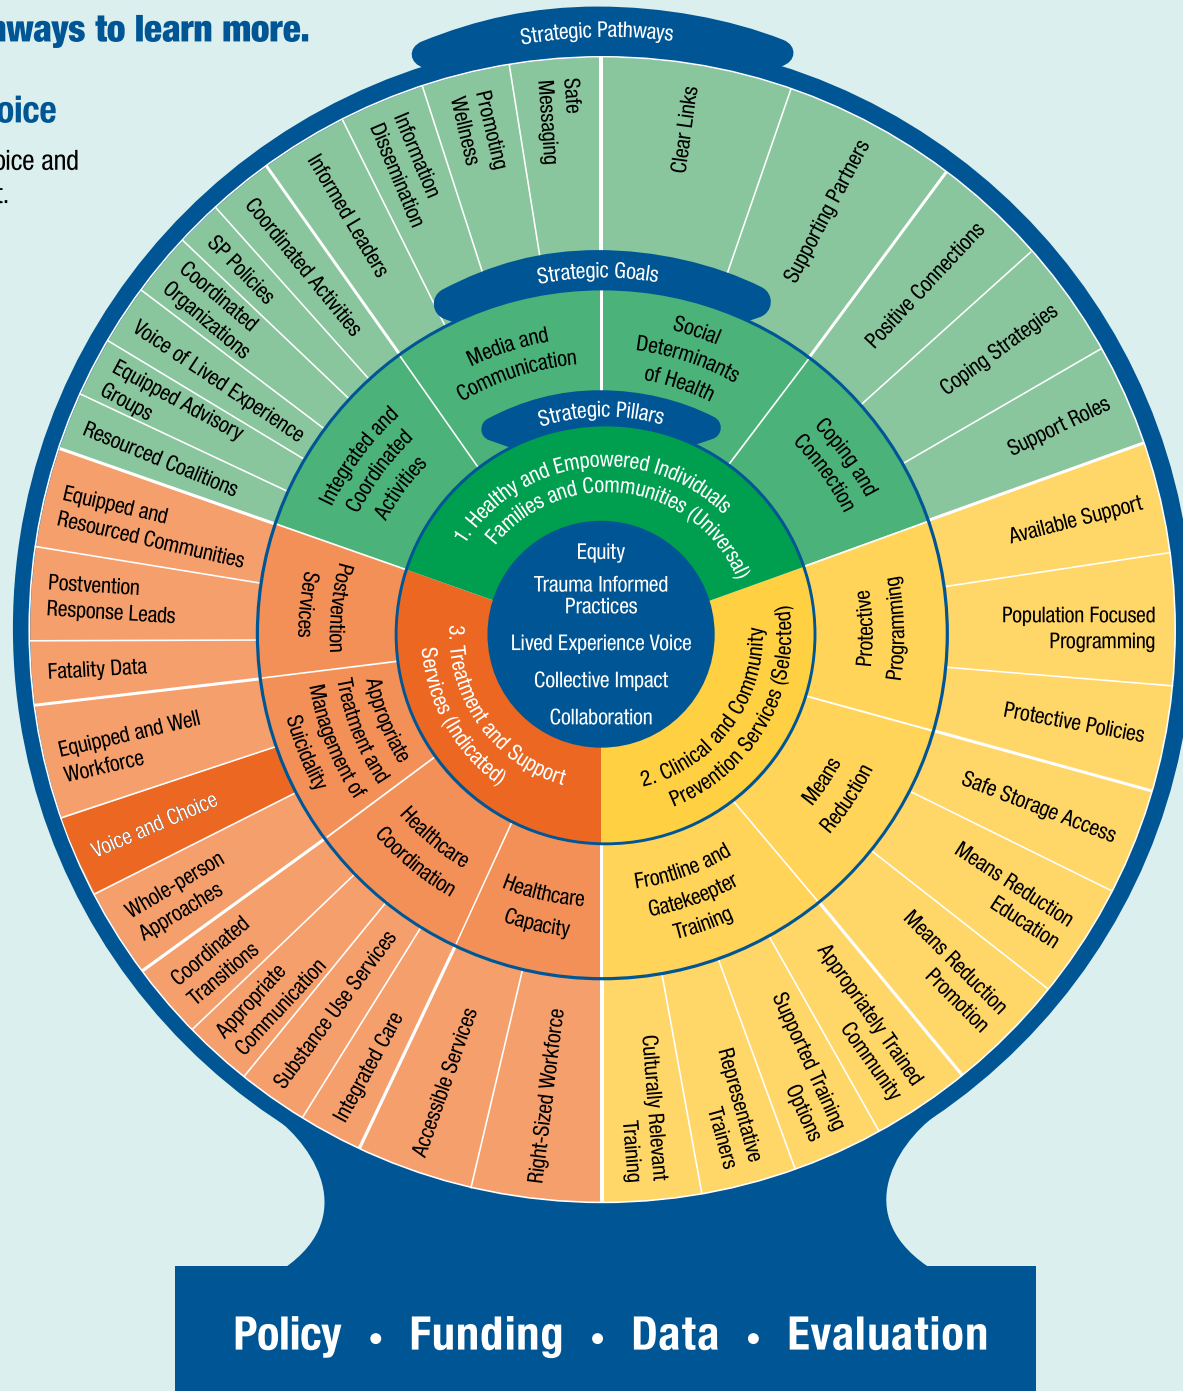 ways to learn more.
oice
oice and
t.
Strategic Pathways
Safe
Messaging
Clear Links
Supporting Partners
Positive Connections
Coping Strategies
Support Roles
Available Support
Population Focused
Programming
Protective Policies
Safe Storage Access
Means Reduction
Education
Means Reduction
Promotion
Appropriately Trained
Community
Supported Training
Options
Representative
Trainers
Culturally Relevant
Training
Right-Sized Workforce
Accessible Services
Integrated Care
Substance Use Services
Appropriate
Communication
Coordinated
Transitions
Whole-person
Approaches
Voice and Choice
Equipped and Well
Workforce
Fatality Data
Postvention
Response Leads
Equipped and
Resourced Communities
Resourced Coalitions
Equipped Advisory
Groups
Voice of Lived Experience
Coordinated
Organizations
SP Policies
Coordinated Activities
Informed Leaders
Information
Dissemination
Promoting
Wellness
Strategic Goals
Media and
Communication
Social
Determinants
of Health
Coping and
Connection
Protective
Programming
Means
Reduction
Frontline and
Gatekeeper
Training
Healthcare
Capacity
Healthcare
Coordination
Appropriate
Treatment and
Management of
Suicidality
Postvention
Services
Integrated and
Coordinated
Activities
Strategic Pillars
1. Healthy and Empowered Individuals
Families and Communities (Universal)
2. Clinical and Community
Prevention Services (Selected)
3. Treatment and Support
Services (Indicated)
Equity
Trauma Informed
Practices
Lived Experience Voice
Collective Impact
Collaboration
Policy • Funding • Data • Evaluation